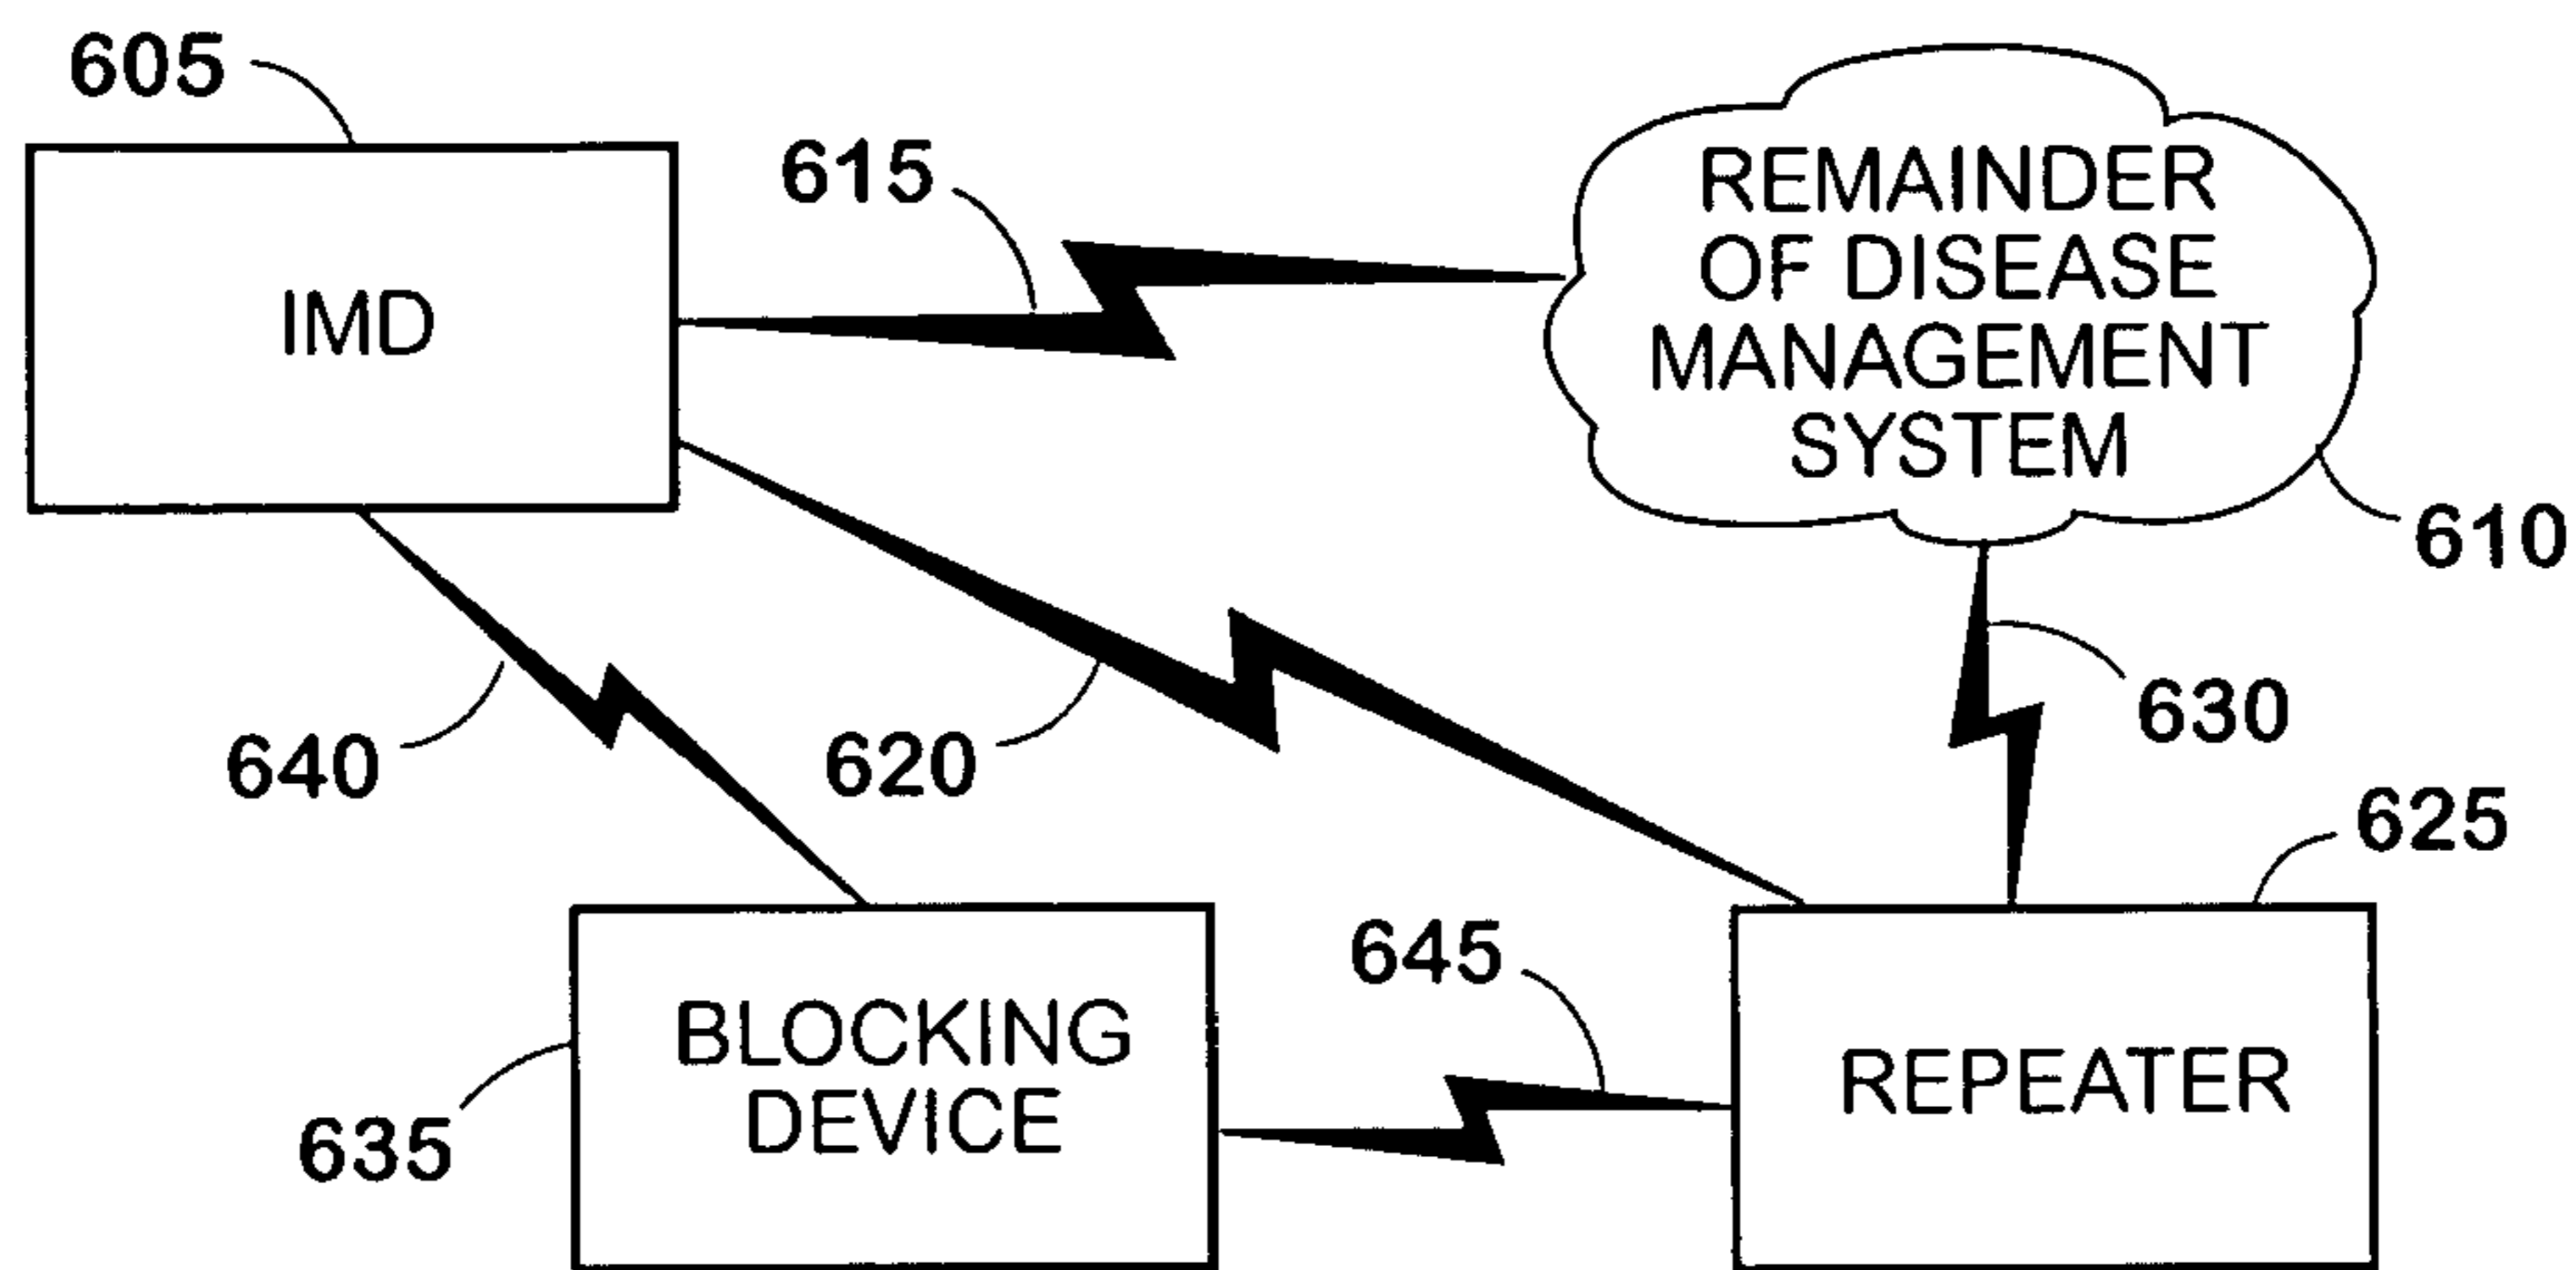 605
615
REMAINDER
OF DISEASE
MANAGEMENT
SYSTEM
IMD
610
640
620
630
625
645
BLOCKING
DEVICE
REPEATER
635